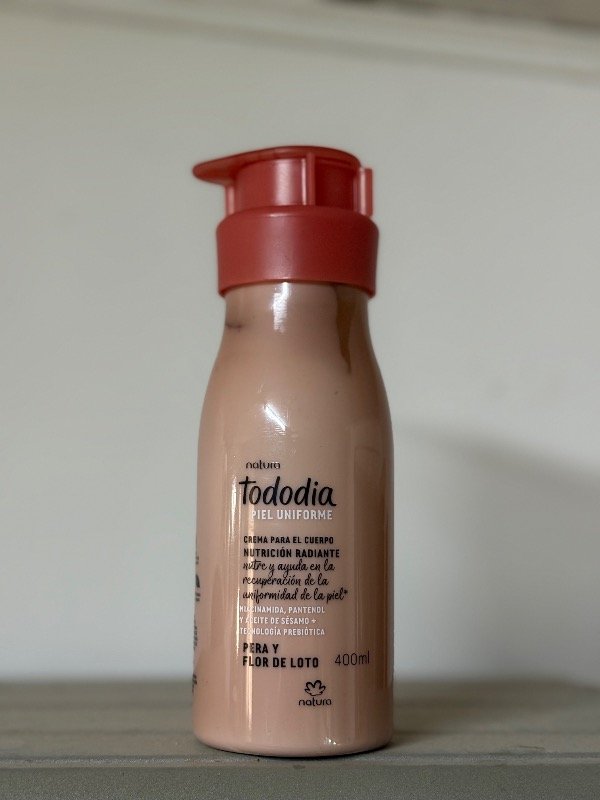 natura
tododia
PIEL UNIFORME
CREMA PARA EL CUERPO
NUTRICIÓN RADIANTE
nutre y ayuda en la
recuperación de la
uniformidad de la piel*
NIACINAMIDA, PANTENOL
Y ACEITE DE SÉSAMO +
TECNOLOGÍA PREBIÓTICA
PERA Y
FLOR DE LOTO 400ml
natura